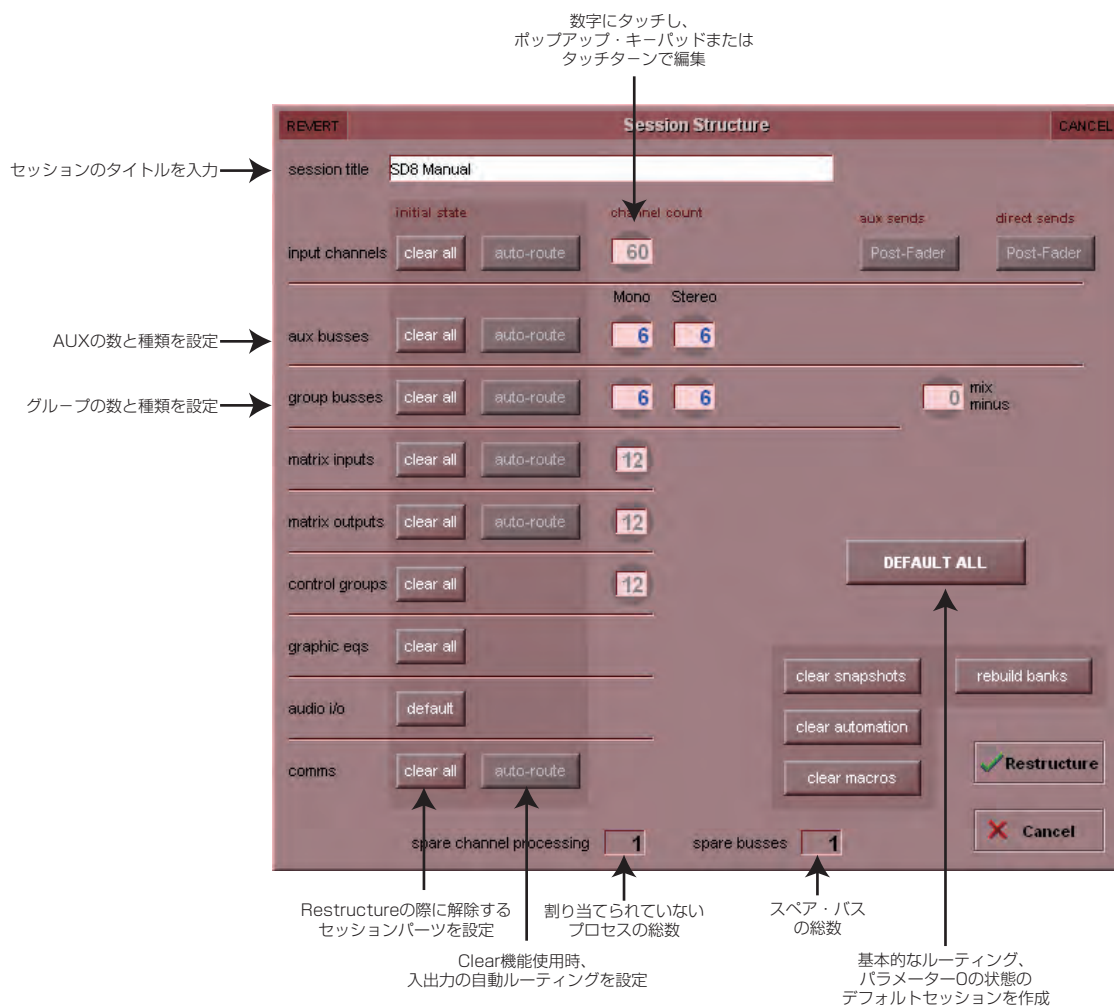 数字にタッチし、
ポップアップ・キーパッドまたは
タッチターンで編集
REVERT Session Structure CANCEL
セッションのタイトルを入力
session title SD8 Manual
initial state channel count aux sends direct sends
input channels clear all auto-route 60 Post-Fader Post-Fader
Mono Stereo
AUXの数と種類を設定
aux busses clear all auto-route 6 6
グループの数と種類を設定
group busses clear all auto-route 6 6 0 mix
minus
matrix inputs clear all auto-route 12
matrix outputs clear all auto-route 12
DEFAULT ALL
control groups clear all 12
graphic eqs clear all
clear snapshots rebuild banks
audio i/o default
clear automation
Restructure
comms clear all auto-route
clear macros
Cancel
spare channel processing 1 spare busses 1
Restructureの際に解除する
セッションパーツを設定
割り当てられていない
プロセスの総数
スペア・バス
の総数
Clear機能使用時、
入出力の自動ルーティングを設定
基本的なルーティング、
パラメーター0の状態の
デフォルトセッションを作成